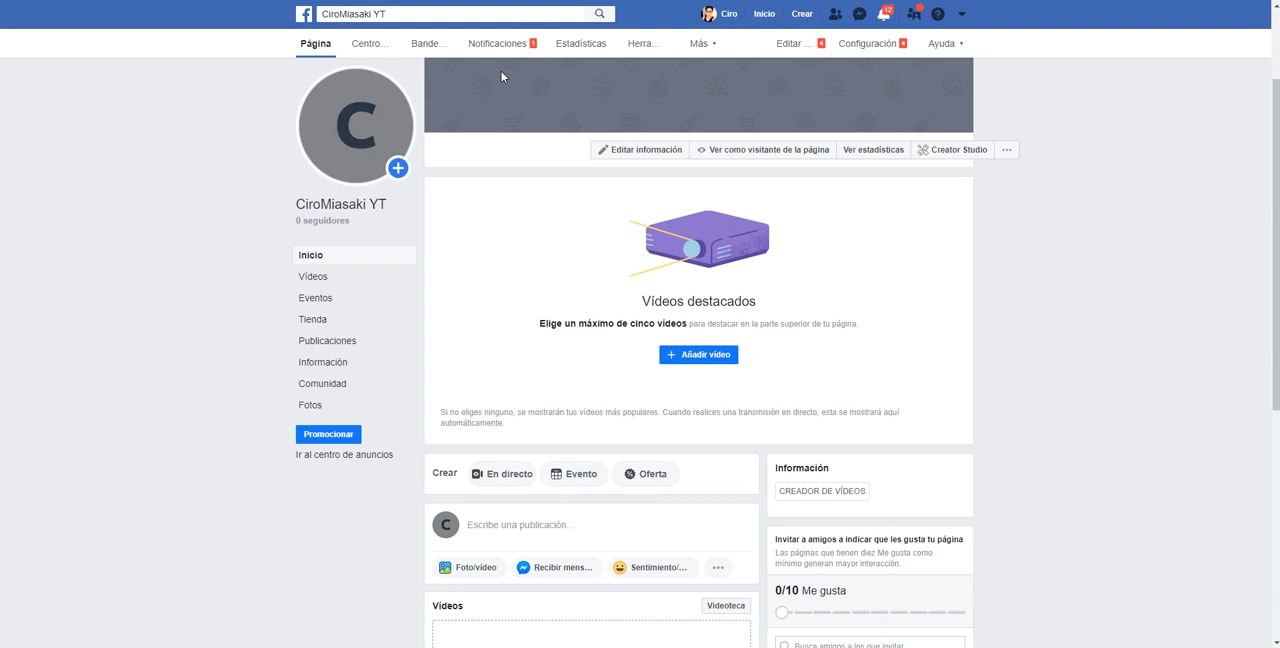 CiroMiasaki YT
Ciro Inicio Crear 12
Página Centro... Bande... Notificaciones 1 Estadísticas Herra... Más Editar ... 4 Configuración 4 Ayuda
C
Editar información Ver como visitante de la página Ver estadísticas Creator Studio ...
CiroMiasaki YT
0 seguidores
Inicio
Vídeos
Eventos
Tienda
Publicaciones
Información
Comunidad
Fotos
Promocionar
Ir al centro de anuncios
Vídeos destacados
Elige un máximo de cinco vídeos para destacar en la parte superior de tu página.
+ Añadir vídeo
Si no eliges ninguno, se mostrarán tus vídeos más populares. Cuando realices una transmisión en directo, esta se mostrará aquí
automáticamente.
Crear En directo Evento Oferta
C Escribe una publicación...
Foto/vídeo Recibir mens... Sentimiento/... ...
Vídeos Videoteca
Información
CREADOR DE VÍDEOS
Invitar a amigos a indicar que les gusta tu página
Las páginas que tienen diez Me gusta como
mínimo generan mayor interacción.
0/10 Me gusta
Busca amigos a los que invitar